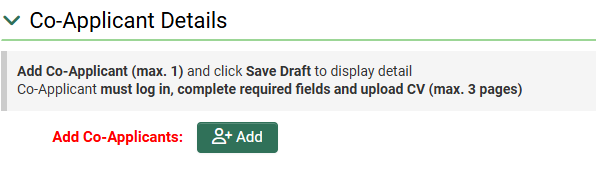 Co-Applicant Details
Add Co-Applicant (max. 1) and click Save Draft to display detail
Co-Applicant must log in, complete required fields and upload CV (max. 3 pages)
Add Co-Applicants: Add